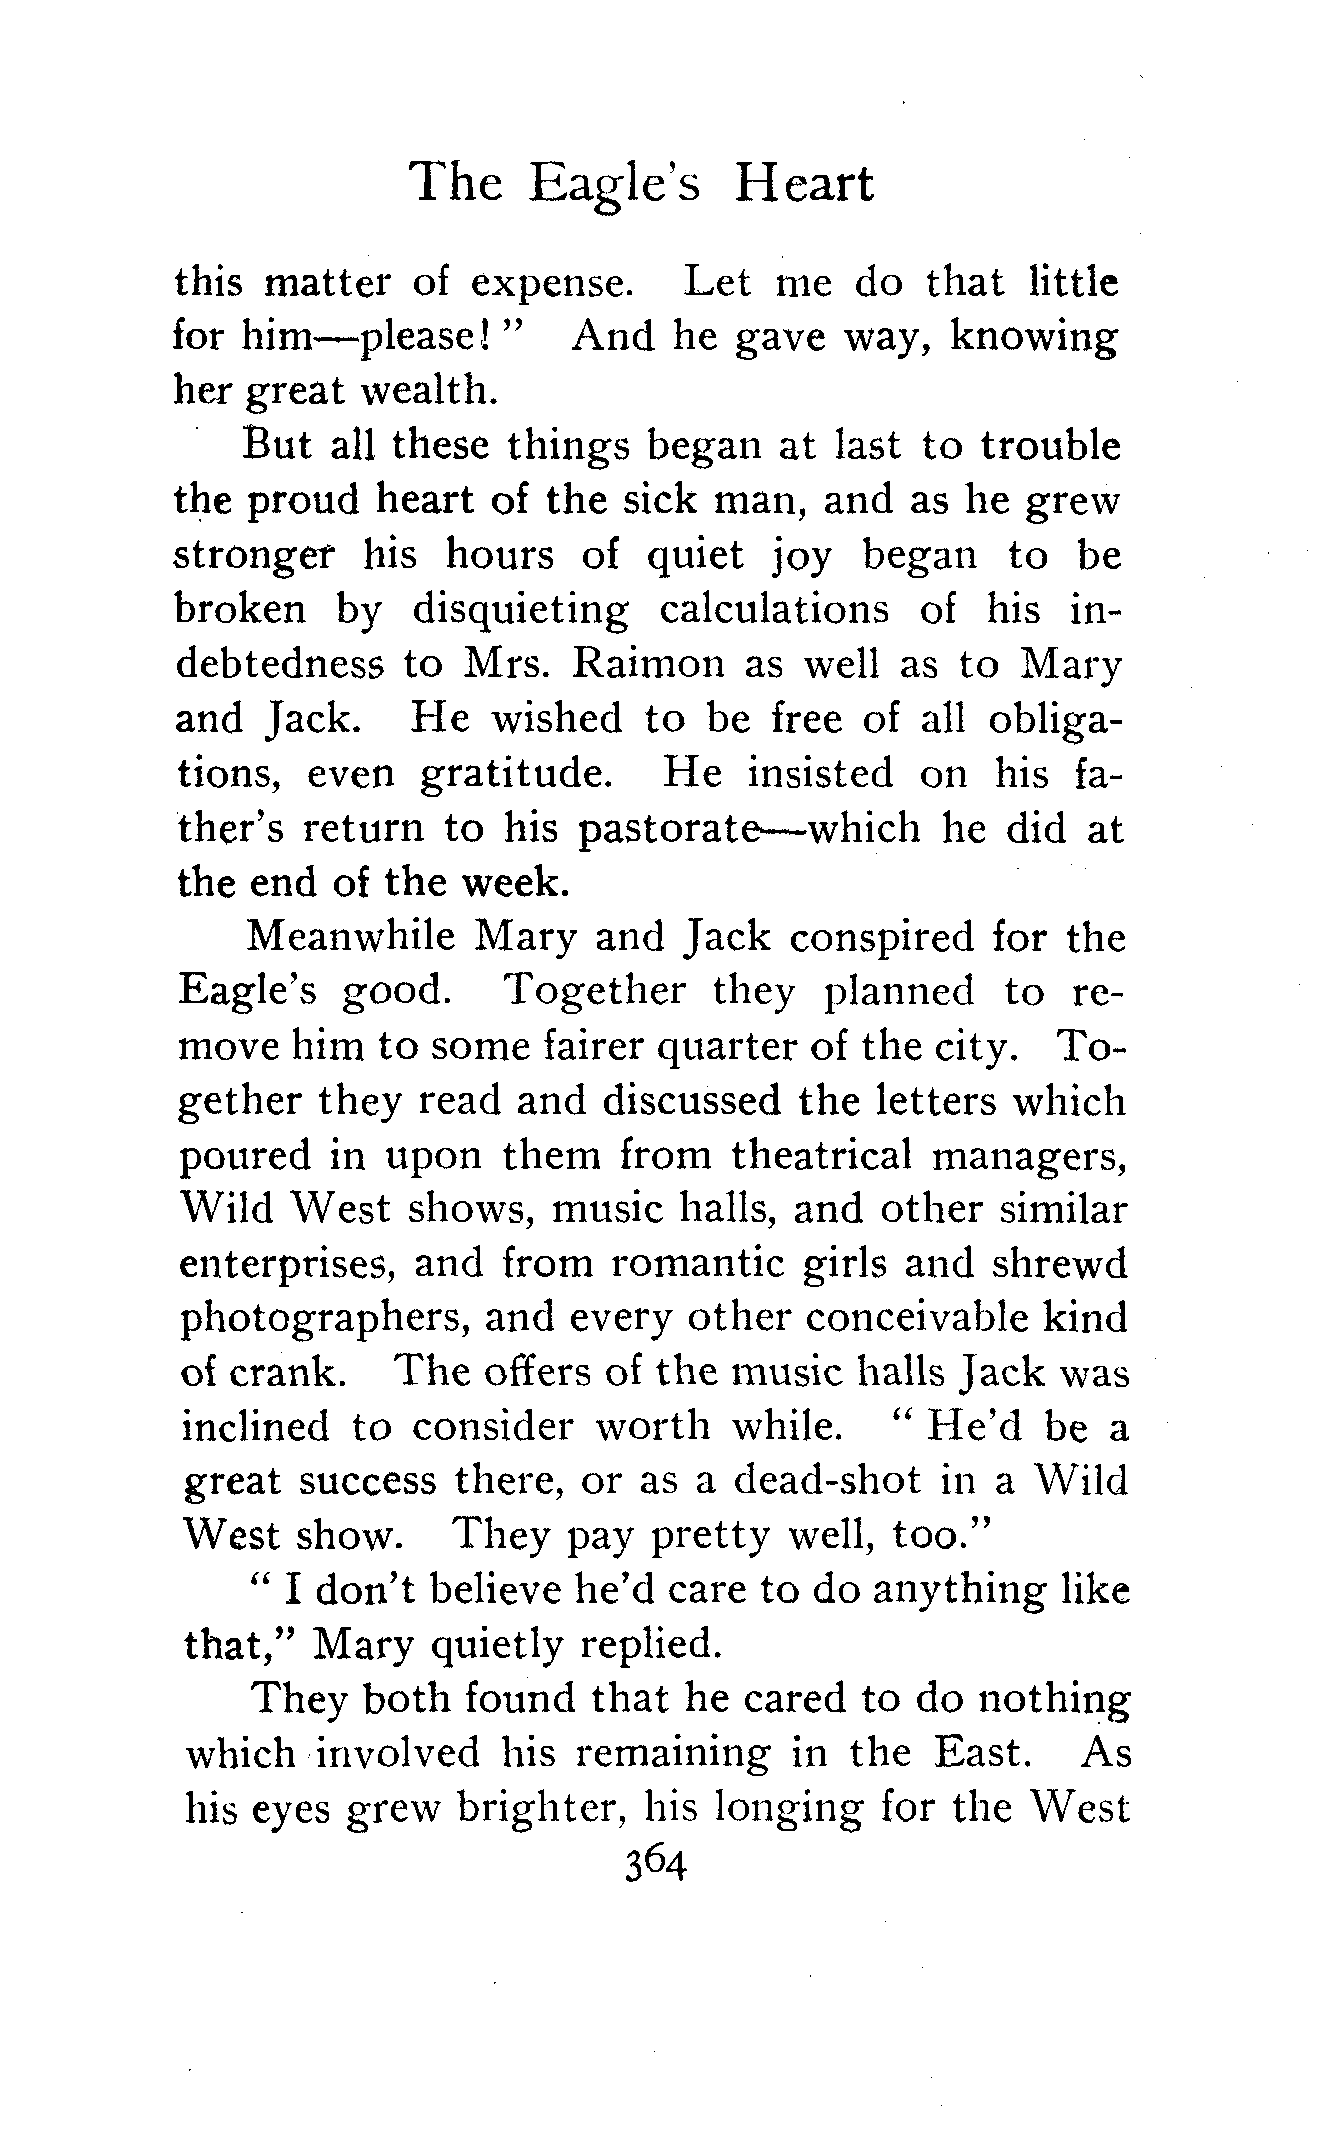 The Eagle's Heart
this matter of expense. Let me do that little
for him—please! " And he gave way, knowing
her great wealth.
But all these things began at last to trouble
the proud heart of the sick man, and as he grew
stronger his hours of quiet joy began to be
broken by disquieting calculations of his in-
debtedness to Mrs. Raimon as well as to Mary
and Jack. He wished to be free of all obliga-
tions, even gratitude. He insisted on his fa-
ther's return to his pastorate—which he did at
the end of the week.
Meanwhile Mary and Jack conspired for the
Eagle's good. Together they planned to re-
move him to some fairer quarter of the city. To-
gether they read and discussed the letters which
poured in upon them from theatrical managers,
Wild West shows, music halls, and other similar
enterprises, and from romantic girls and shrewd
photographers, and every other conceivable kind
of crank. The offers of the music halls Jack was
inclined to consider worth while. " He'd be a
great success there, or as a dead-shot in a Wild
West show. They pay pretty well, too."
" I don't believe he'd care to do anything like
that," Mary quietly replied.
They both found that he cared to do nothing
which involved his remaining in the East. As
his eyes grew brighter, his longing for the West
364